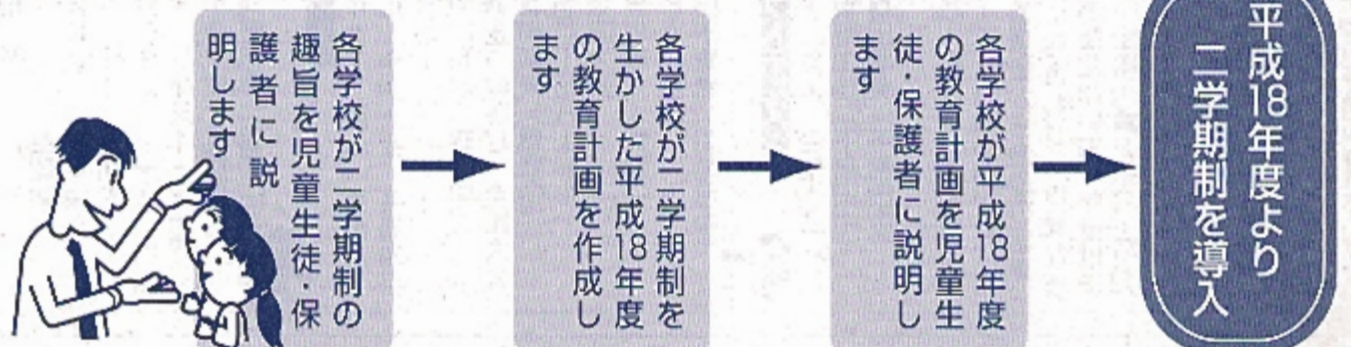 各学校が二学期制の
趣旨を児童生徒・保
護者に説
明します
各学校が二学期制を
生かした平成18年度
の教育計画を作成し
ます
各学校が平成18年度
の教育計画を児童生
徒・保護者に説明し
ます
平成18年度より
二学期制を導入